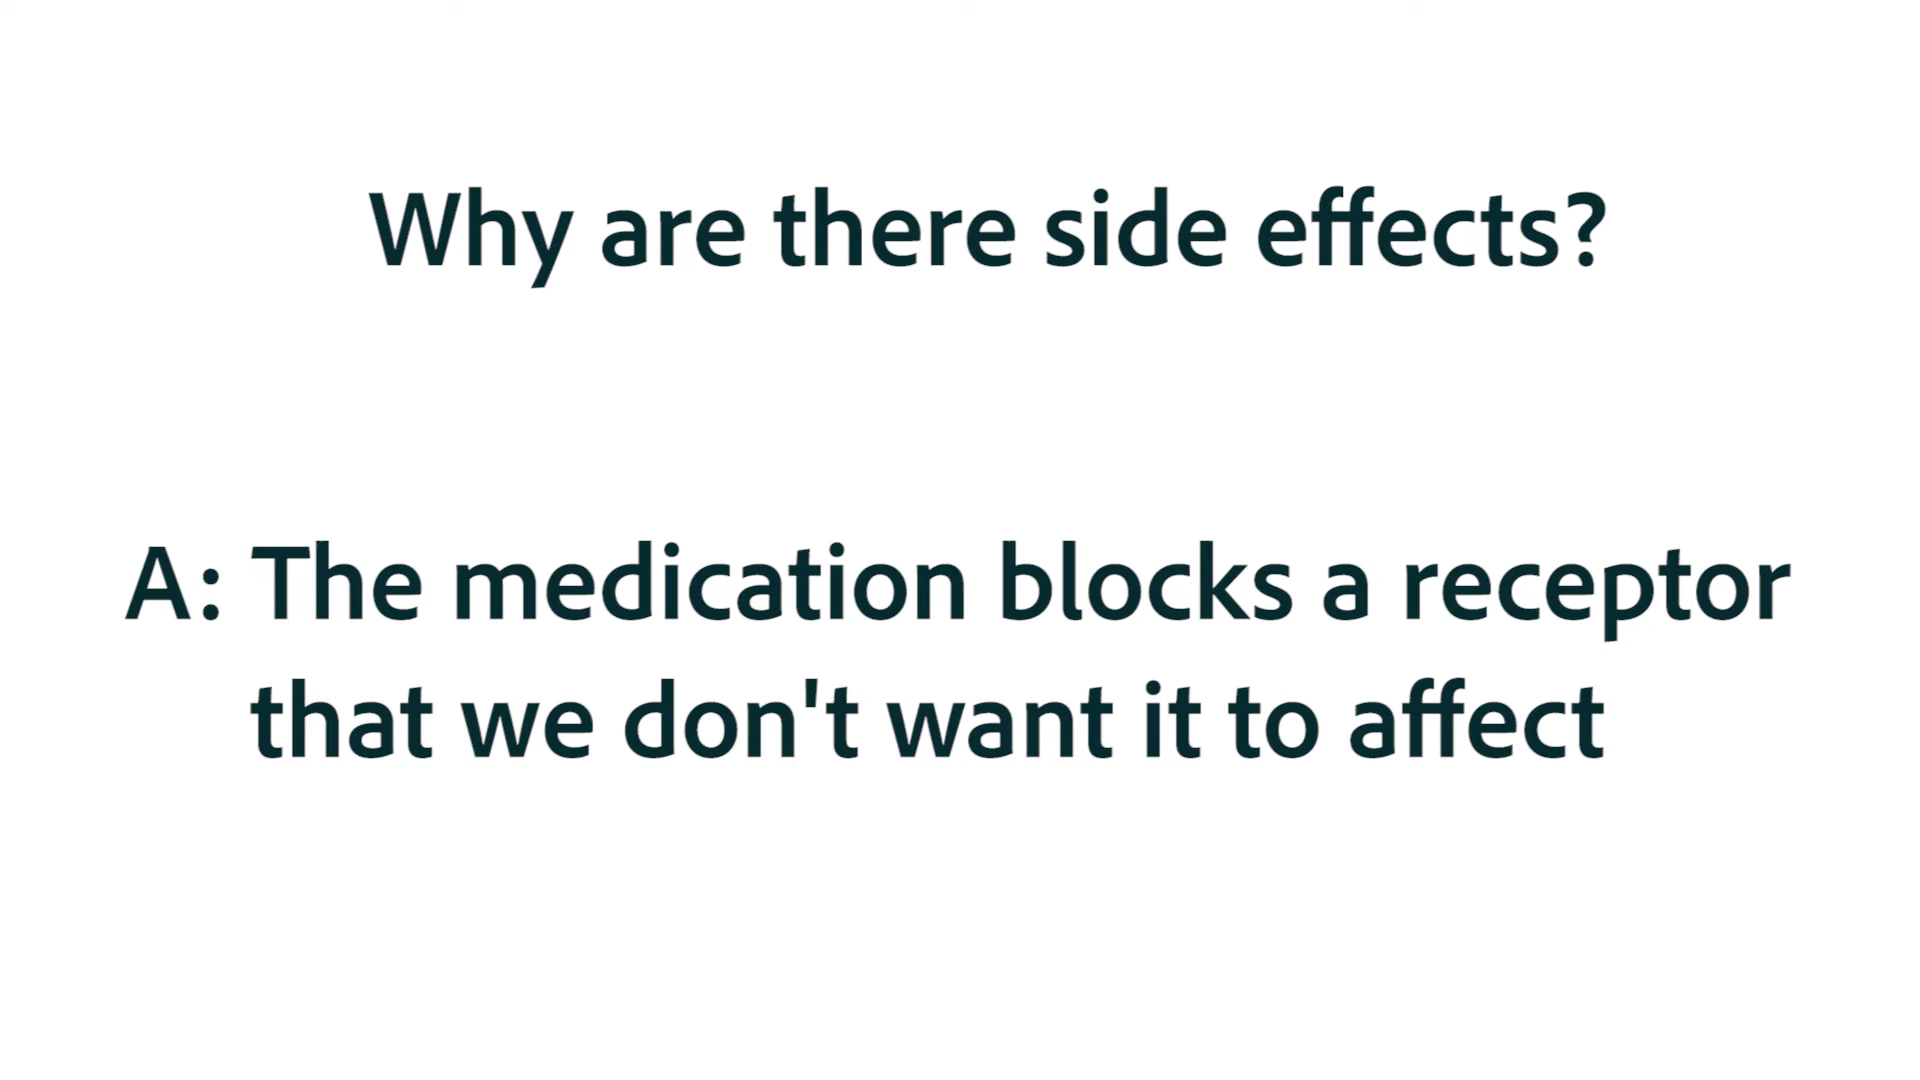 Why are there side effects?
A: The medication blocks a receptor
that we don't want it to affect